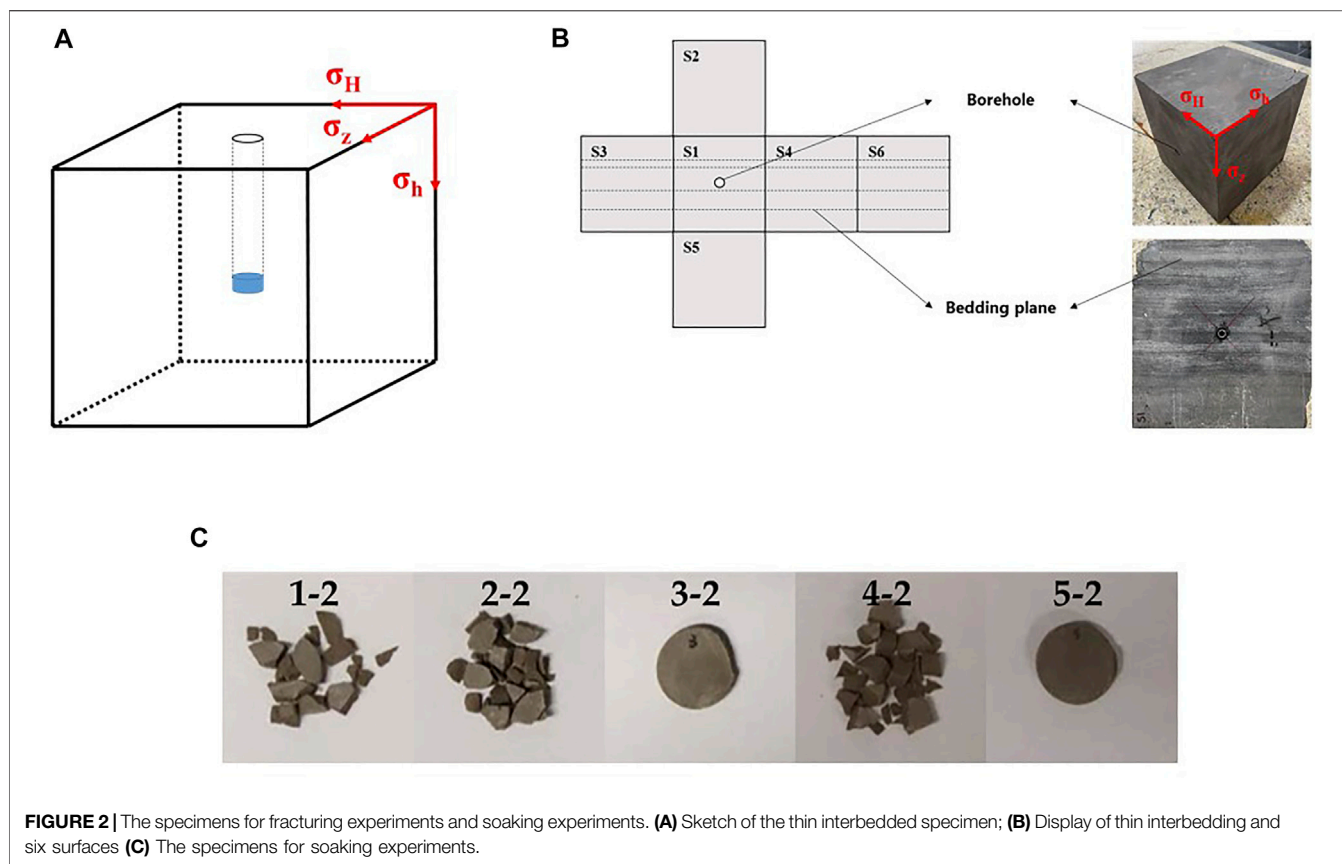 A
σH
σz
σh
B
S2
S3
S1
S4
S6
S5
Borehole
Bedding plane
σH
σh
σz
S1
C
1-2
2-2
3-2
4-2
5-2
3
FIGURE 2 | The specimens for fracturing experiments and soaking experiments. (A) Sketch of the thin interbedded specimen; (B) Display of thin interbedding and
six surfaces (C) The specimens for soaking experiments.